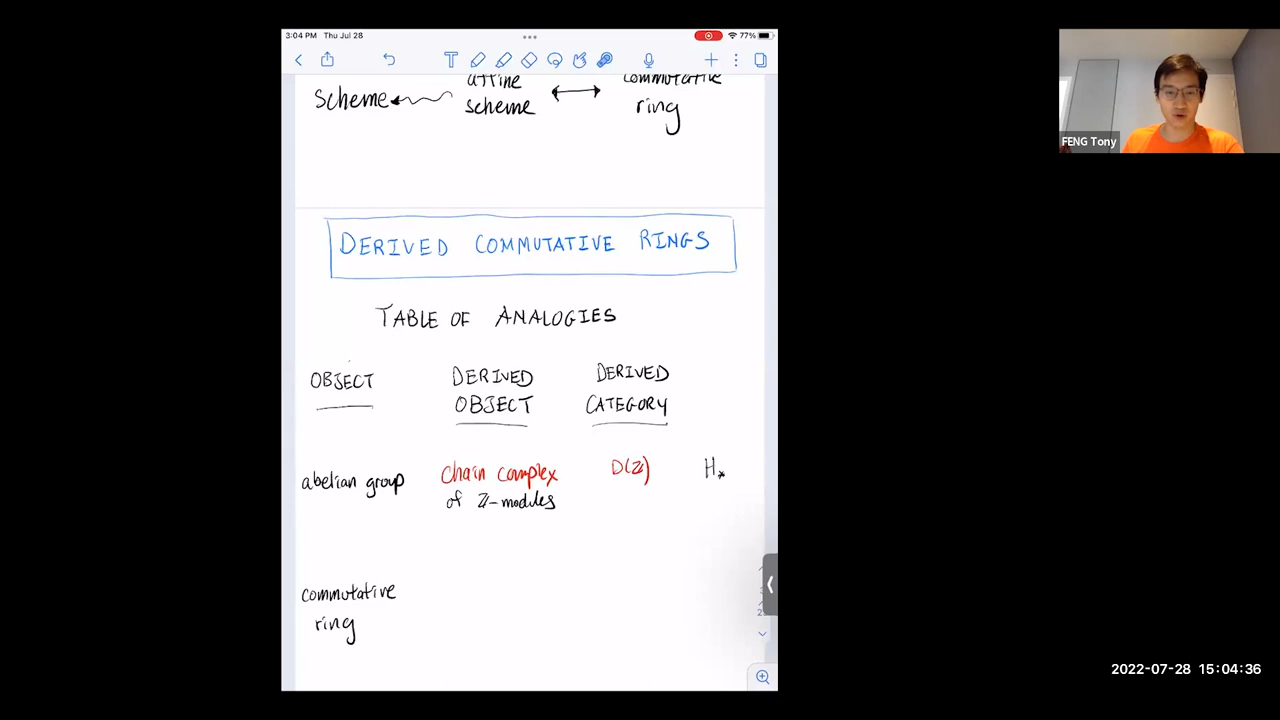 3:04 PM Thu Jul 28
77%
affine
commutative
scheme
scheme
ring
DERIVED COMMUTATIVE RINGS
TABLE OF ANALOGIES
OBJECT
DERIVED
OBJECT
DERIVED
CATEGORY
abelian group
chain complex
of ℤ-modules
D(ℤ)
H*
commutative
ring
FENG Tony
2022-07-28 15:04:36